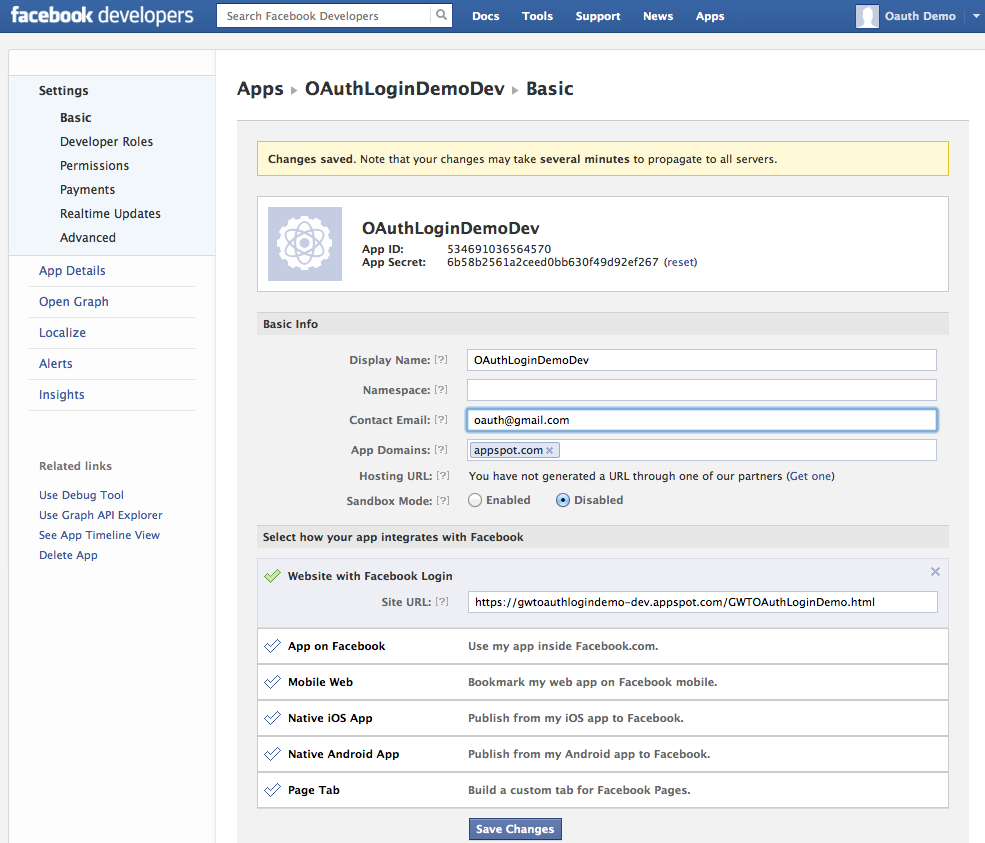 facebook developers
Search Facebook Developers
Docs Tools Support News Apps
Oauth Demo
Settings
Basic
Developer Roles
Permissions
Payments
Realtime Updates
Advanced
App Details
Open Graph
Localize
Alerts
Insights
Related links
Use Debug Tool
Use Graph API Explorer
See App Timeline View
Delete App
Apps ▸ OAuthLoginDemoDev ▸ Basic
Changes saved. Note that your changes may take several minutes to propagate to all servers.
OAuthLoginDemoDev
App ID: 534691036564570
App Secret: 6b58b2561a2ceed0bb630f49d92ef267 (reset)
Basic Info
Display Name: [?] OAuthLoginDemoDev
Namespace: [?]
Contact Email: [?] oauth@gmail.com
App Domains: [?] appspot.com ×
Hosting URL: [?] You have not generated a URL through one of our partners (Get one)
Sandbox Mode: [?] Enabled Disabled
Select how your app integrates with Facebook
Website with Facebook Login
Site URL: [?] https://gwtoauthlogindemo-dev.appspot.com/GWTOAuthLoginDemo.html
App on Facebook Use my app inside Facebook.com.
Mobile Web Bookmark my web app on Facebook mobile.
Native iOS App Publish from my iOS app to Facebook.
Native Android App Publish from my Android app to Facebook.
Page Tab Build a custom tab for Facebook Pages.
Save Changes